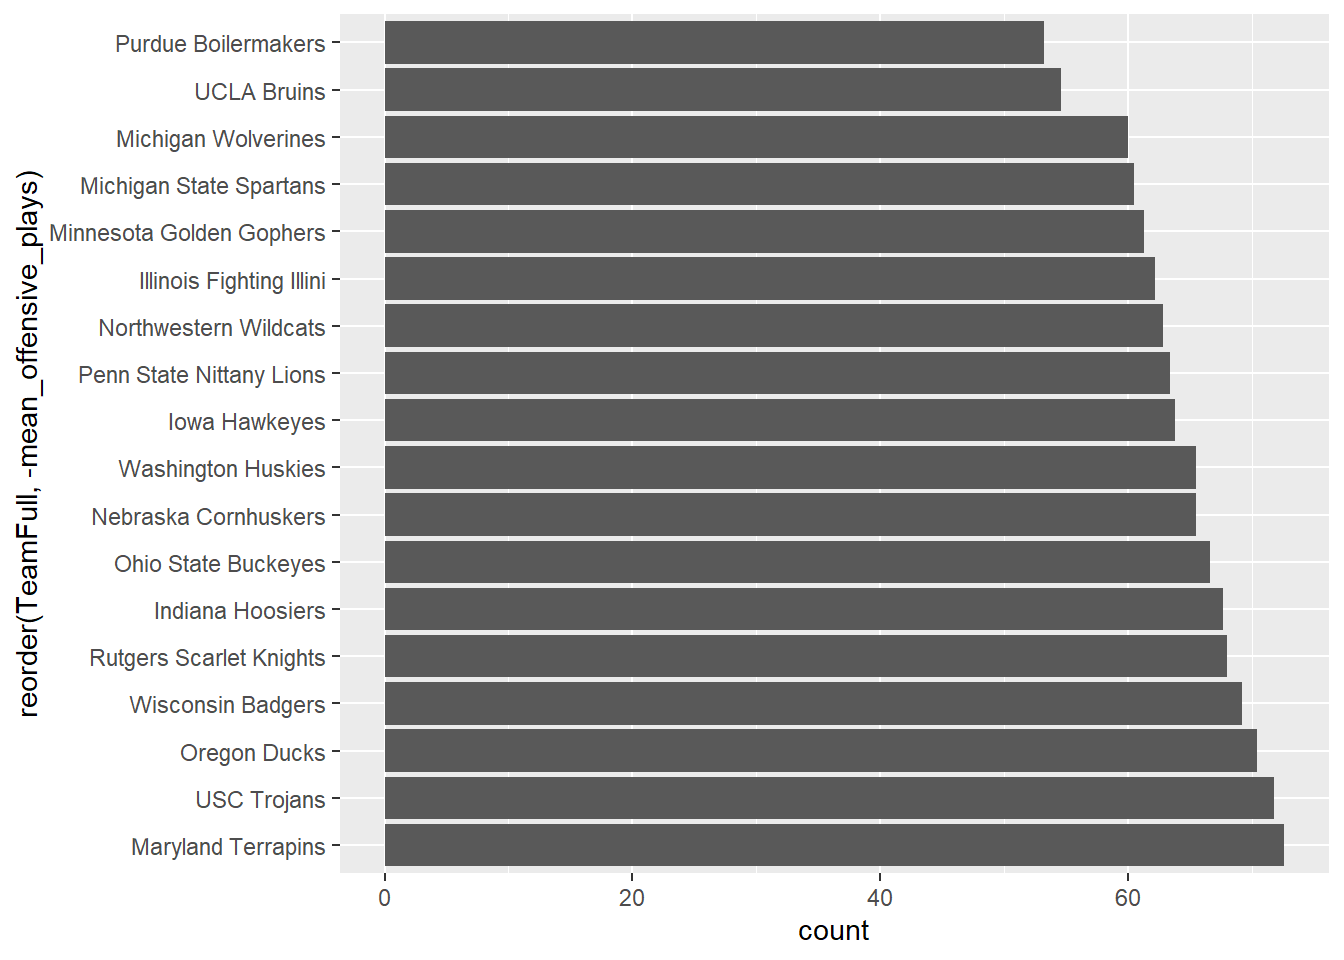 reorder(TeamFull, -mean_offensive_plays)
Purdue Boilermakers
UCLA Bruins
Michigan Wolverines
Michigan State Spartans
Minnesota Golden Gophers
Illinois Fighting Illini
Northwestern Wildcats
Penn State Nittany Lions
Iowa Hawkeyes
Washington Huskies
Nebraska Cornhuskers
Ohio State Buckeyes
Indiana Hoosiers
Rutgers Scarlet Knights
Wisconsin Badgers
Oregon Ducks
USC Trojans
Maryland Terrapins
0 20 40 60
count